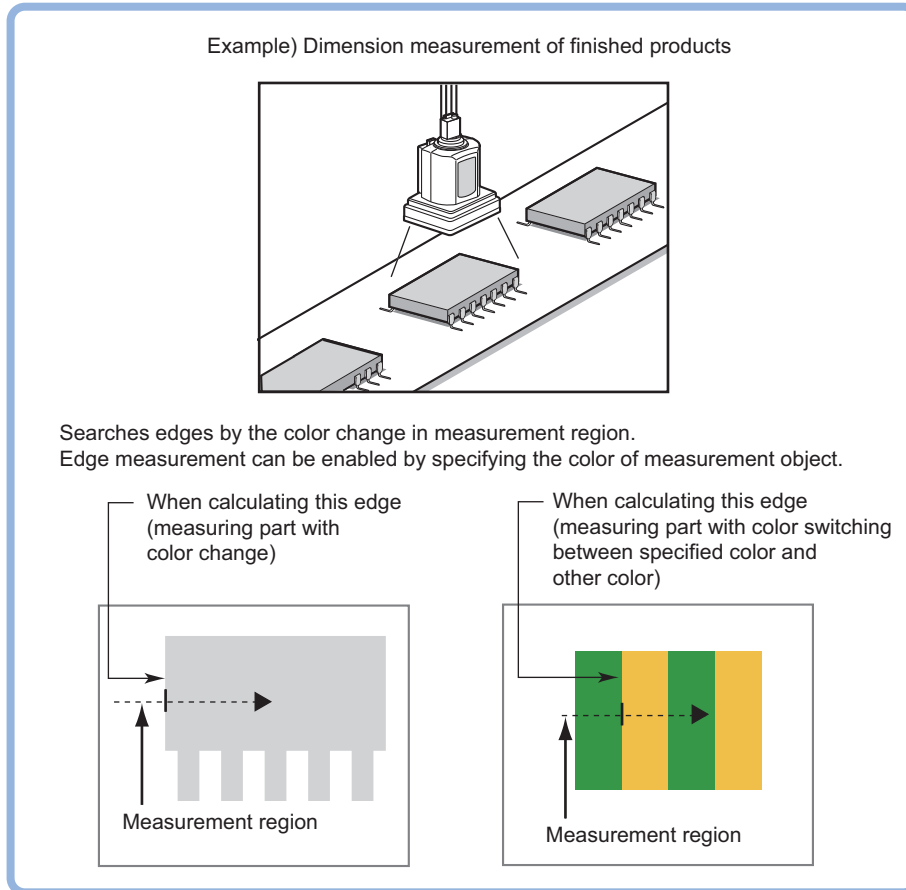 Example) Dimension measurement of finished products
Searches edges by the color change in measurement region.
Edge measurement can be enabled by specifying the color of measurement object.
When calculating this edge
(measuring part with
color change)
Measurement region
When calculating this edge
(measuring part with color switching
between specified color and
other color)
Measurement region